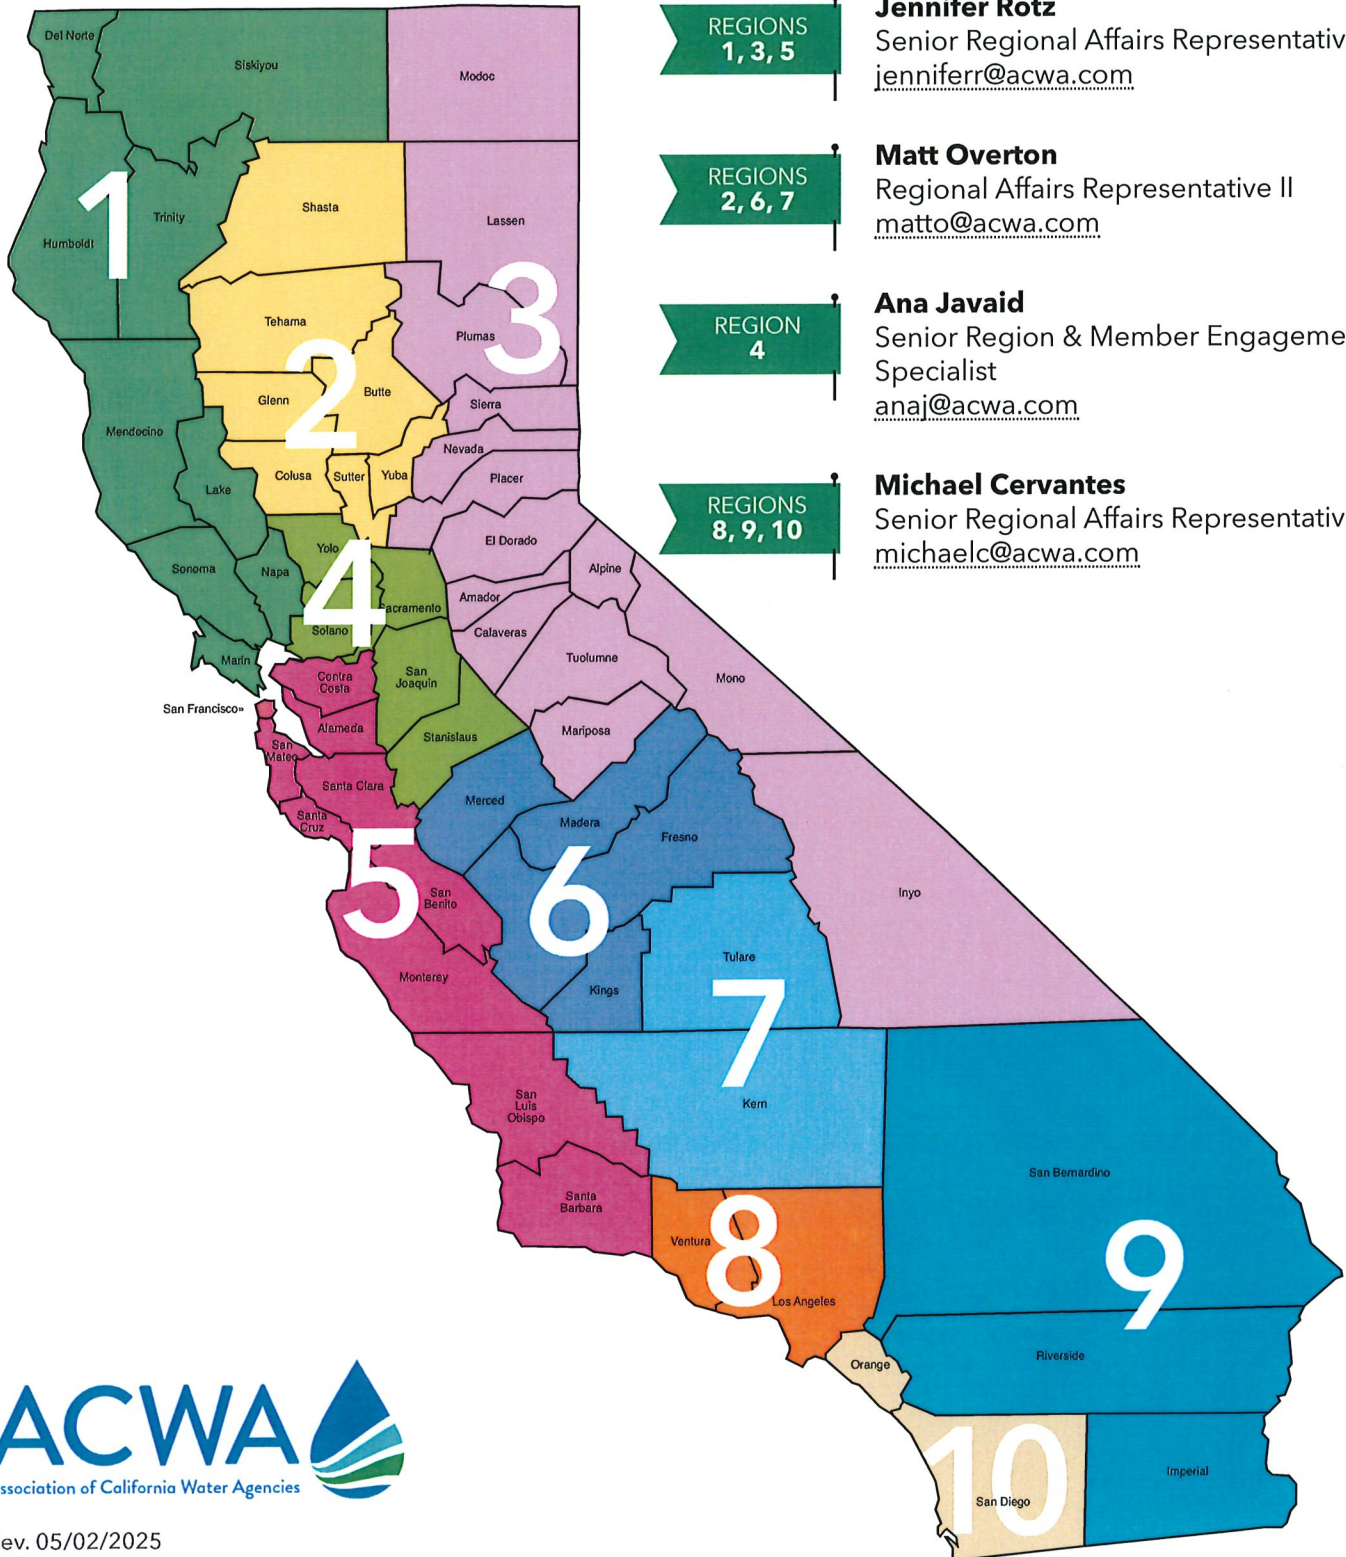 Jennifer Rotz
REGIONS
1, 3, 5
Senior Regional Affairs Representativ
jenniferr@acwa.com
REGIONS
2, 6, 7
Matt Overton
Regional Affairs Representative II
matto@acwa.com
REGION
4
Ana Javaid
Senior Region & Member Engageme
Specialist
anaj@acwa.com
REGIONS
8, 9, 10
Michael Cervantes
Senior Regional Affairs Representativ
michaelc@acwa.com
Del Norte
Siskiyou
Modoc
1
Humboldt
Trinity
Shasta
Lassen
3
Tehama
Plumas
2
Glenn
Butte
Sierra
Mendocino
Nevada
Colusa
Sutter
Yuba
Placer
Lake
El Dorado
Yolo
4
Sonoma
Napa
Alpine
Amador
Sacramento
Solano
Calaveras
Marin
Tuolumne
Contra
Costa
San
Joaquin
Mono
San Francisco»
Alameda
Stanislaus
Mariposa
San
Mateo
Santa Clara
Merced
Santa
Cruz
Madera
Fresno
5
6
San
Benito
Inyo
Monterey
Kings
Tulare
7
Kern
San
Luis
Obispo
San Bernardino
Santa
Barbara
8
Ventura
Los Angeles
9
Orange
Riverside
10
San Diego
Imperial
ACWA
ssociation of California Water Agencies
ev. 05/02/2025